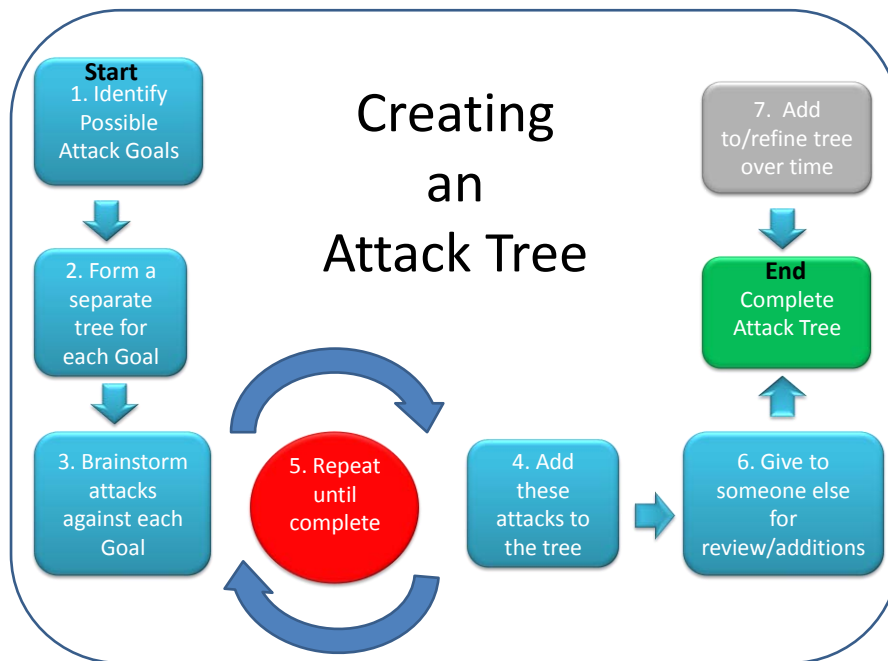 Creating
an
Attack Tree
Start
1. Identify
Possible
Attack Goals
2. Form a
separate
tree for
each Goal
3. Brainstorm
attacks
against each
Goal
5. Repeat
until
complete
4. Add
these
attacks to
the tree
6. Give to
someone else
for
review/additions
End
Complete
Attack Tree
7. Add
to/refine tree
over time